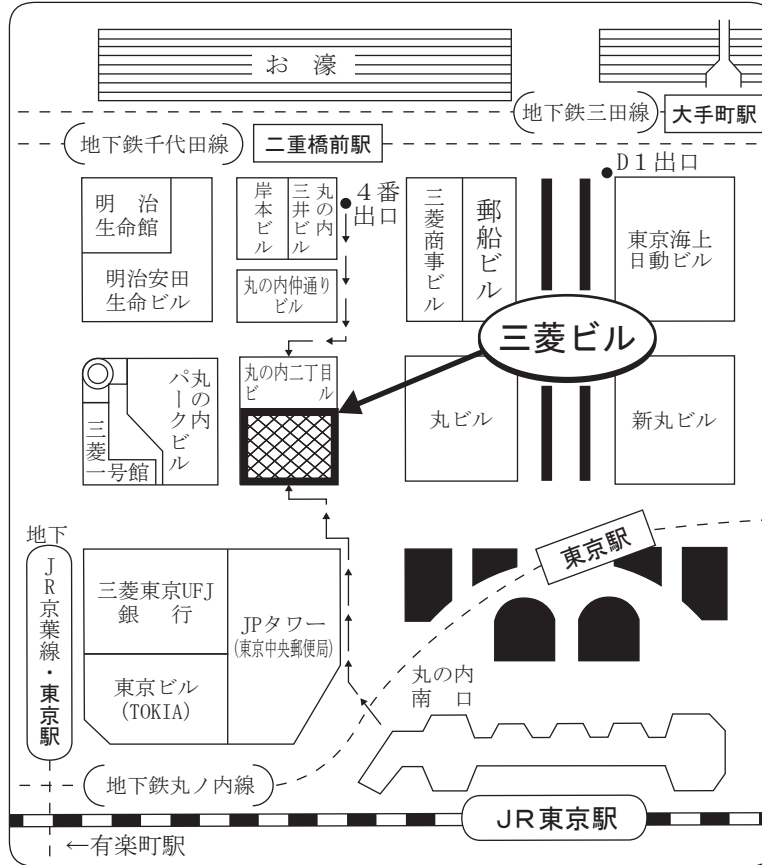 お 濠
地下鉄三田線
大手町駅
地下鉄千代田線
二重橋前駅
D1出口
明 治
生命館
明治安田
生命ビル
岸本ビル
丸の内
三井ビル
4番
出口
丸の内仲通り
ビル
三菱商事ビル
郵船ビル
東京海上
日動ビル
三菱ビル
丸の内二丁目
ビ ル
丸の内
パークビル
三菱
一号館
丸ビル
新丸ビル
地下
JR京葉線・東京駅
三菱東京UFJ
銀 行
JPタワー
(東京中央郵便局)
東京ビル
(TOKIA)
東京駅
丸の内
南 口
地下鉄丸ノ内線
JR東京駅
←有楽町駅